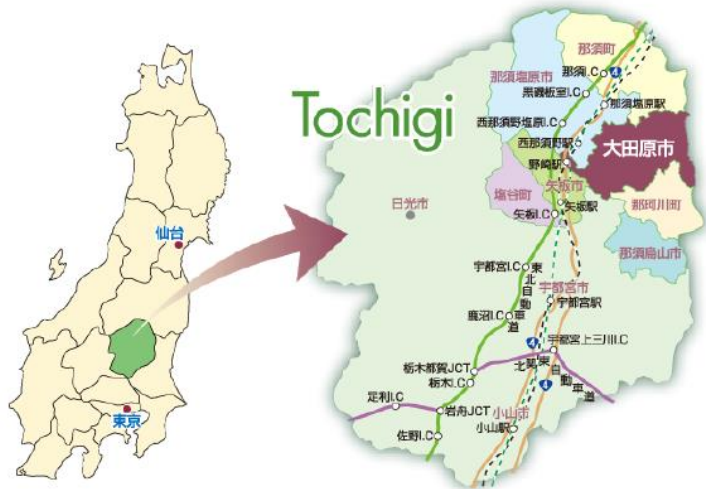 仙台
東京
Tochigi
那須町
那須塩原市
那須I.C
4
黒磯板室I.C
那須塩原駅
西那須野塩原I.C
西那須野駅
大田原市
野崎駅
塩谷町
矢板市
那珂川町
日光市
矢板I.C
矢板駅
那須烏山市
宇都宮I.C
東北自動車道
宇都宮市
宇都宮駅
鹿沼I.C
4
宇都宮上三川I.C
栃木都賀JCT
北関東自動車道
栃木I.C
4
足利I.C
岩舟JCT
小山市
佐野I.C
小山駅